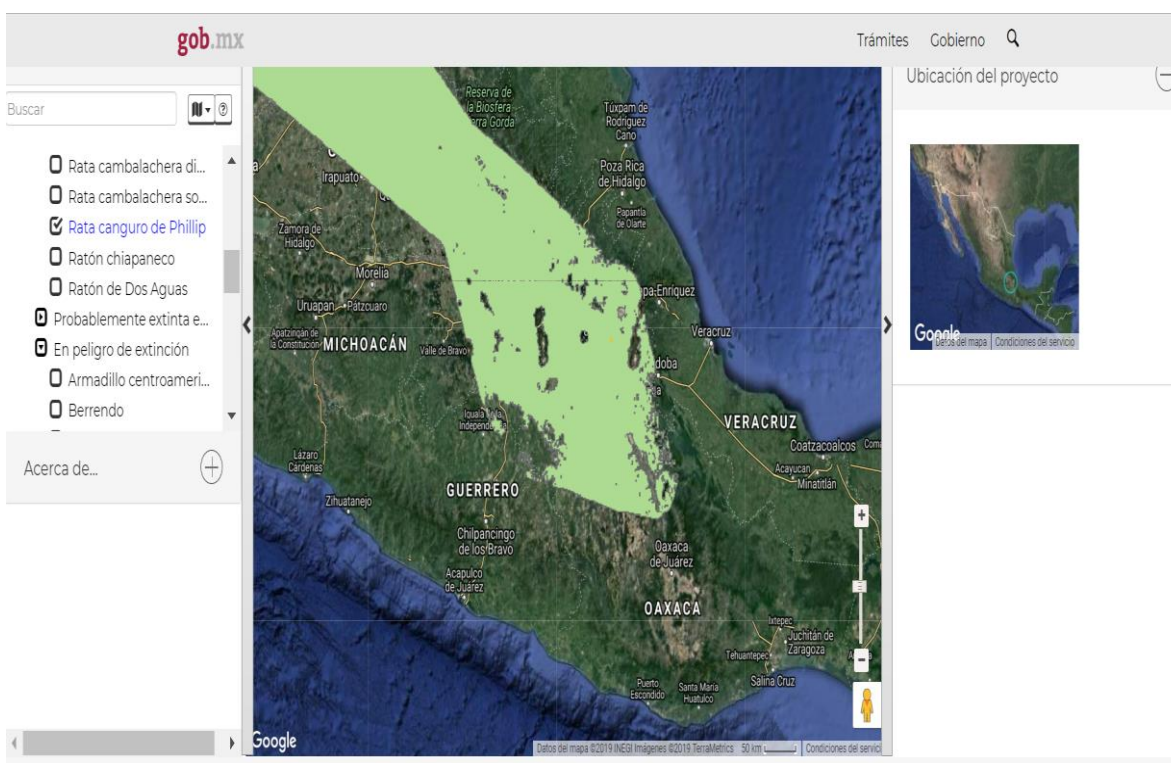 gob.mx
Trámites Gobierno
Buscar
Rata cambalachera di...
Rata cambalachera so...
Rata canguro de Phillip
Ratón chiapaneco
Ratón de Dos Aguas
Probablemente extinta e...
En peligro de extinción
Armadillo centroameri...
Berrendo
Acerca de...
Reserva de
la Biosfera
Túxpam de
Rodríguez
Cano
Irapuato
Poza Rica
de Hidalgo
Papantla
de Olarte
Zamora de
Hidalgo
Morelia
Uruapan
Pátzcuaro
Apatzingán de
la Constitución
MICHOACÁN
Valle de Bravo
Veracruz
VERACRUZ
Coatzacoalcos
Acayucan
Minatitlán
Lázaro
Cárdenas
Zihuatanejo
GUERRERO
Chilpancingo
de los Bravo
Acapulco
de Juárez
Oaxaca
de Juárez
OAXACA
Ixtepec
Juchitán de
Zaragoza
Tehuantepec
Salina Cruz
Puerto
Escondido
Santa María
Huatulco
Google
Datos del mapa ©2019 INEGI Imágenes ©2019 TerraMetrics 50 km Condiciones del servici
Ubicación del proyecto
Google
Datos del mapa Condiciones del servicio